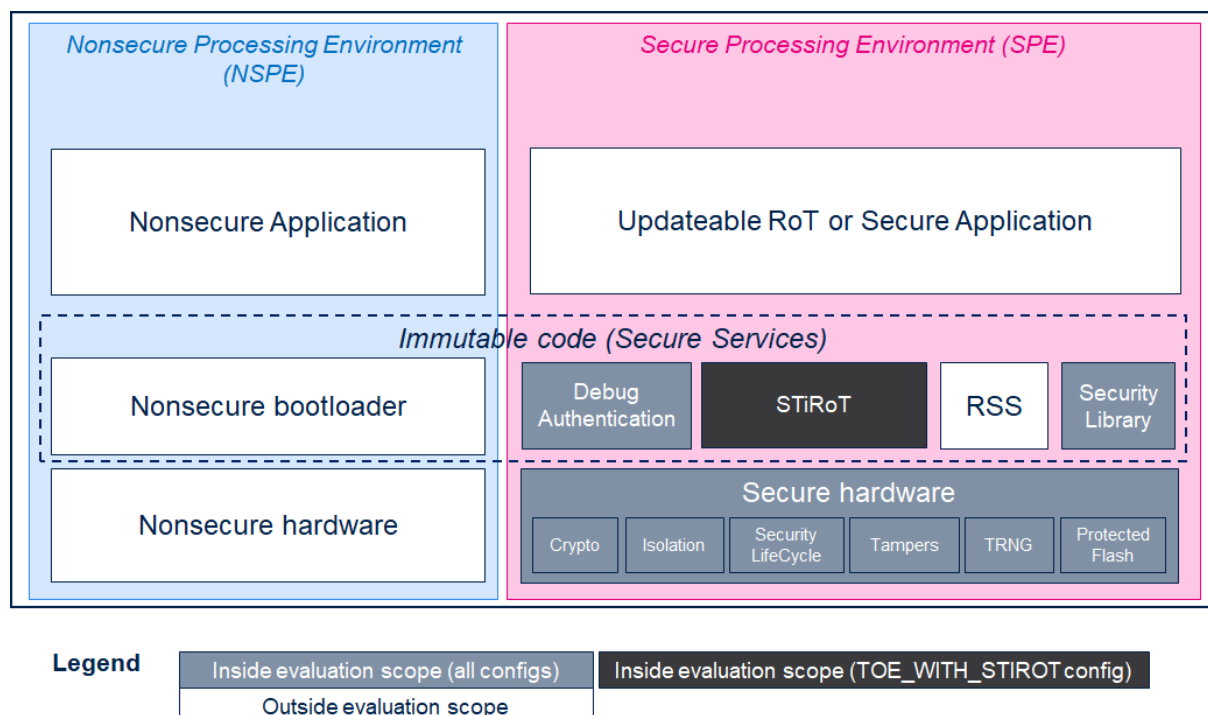 Nonsecure Processing Environment
(NSPE)
Secure Processing Environment (SPE)
Nonsecure Application
Updateable RoT or Secure Application
Immutable code (Secure Services)
Nonsecure bootloader
Debug
Authentication
STiRoT
RSS
Security
Library
Nonsecure hardware
Secure hardware
Crypto
Isolation
Security
LifeCycle
Tampers
TRNG
Protected
Flash
Legend
Inside evaluation scope (all configs)
Inside evaluation scope (TOE_WITH_STIROT config)
Outside evaluation scope